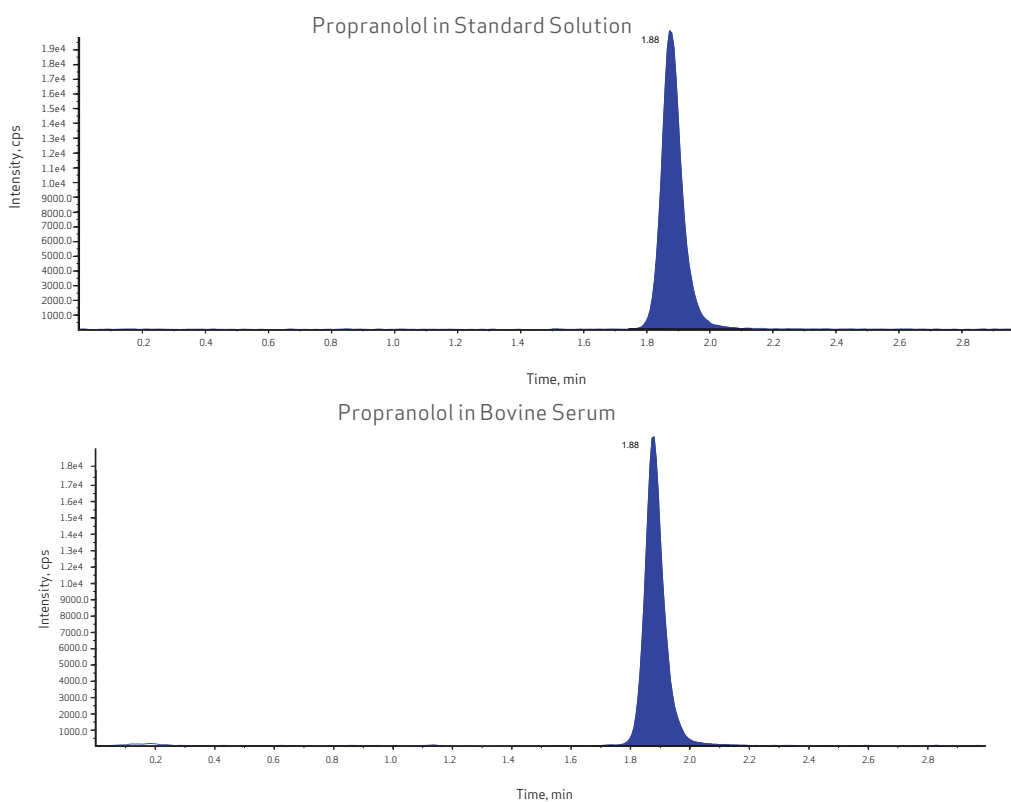 Propranolol in Standard Solution
1.88
1.9e4
1.8e4
1.7e4
1.6e4
1.5e4
1.4e4
1.3e4
1.2e4
1.1e4
1.0e4
9000.0
8000.0
7000.0
6000.0
5000.0
4000.0
3000.0
2000.0
1000.0
Intensity, cps
0.2 0.4 0.6 0.8 1.0 1.2 1.4 1.6 1.8 2.0 2.2 2.4 2.6 2.8
Time, min
Propranolol in Bovine Serum
1.88
1.8e4
1.7e4
1.6e4
1.5e4
1.4e4
1.3e4
1.2e4
1.0e4
9000.0
8000.0
7000.0
6000.0
5000.0
4000.0
3000.0
2000.0
1000.0
Intensity, cps
0.2 0.4 0.6 0.8 1.0 1.2 1.4 1.6 1.8 2.0 2.2 2.4 2.6 2.8
Time, min